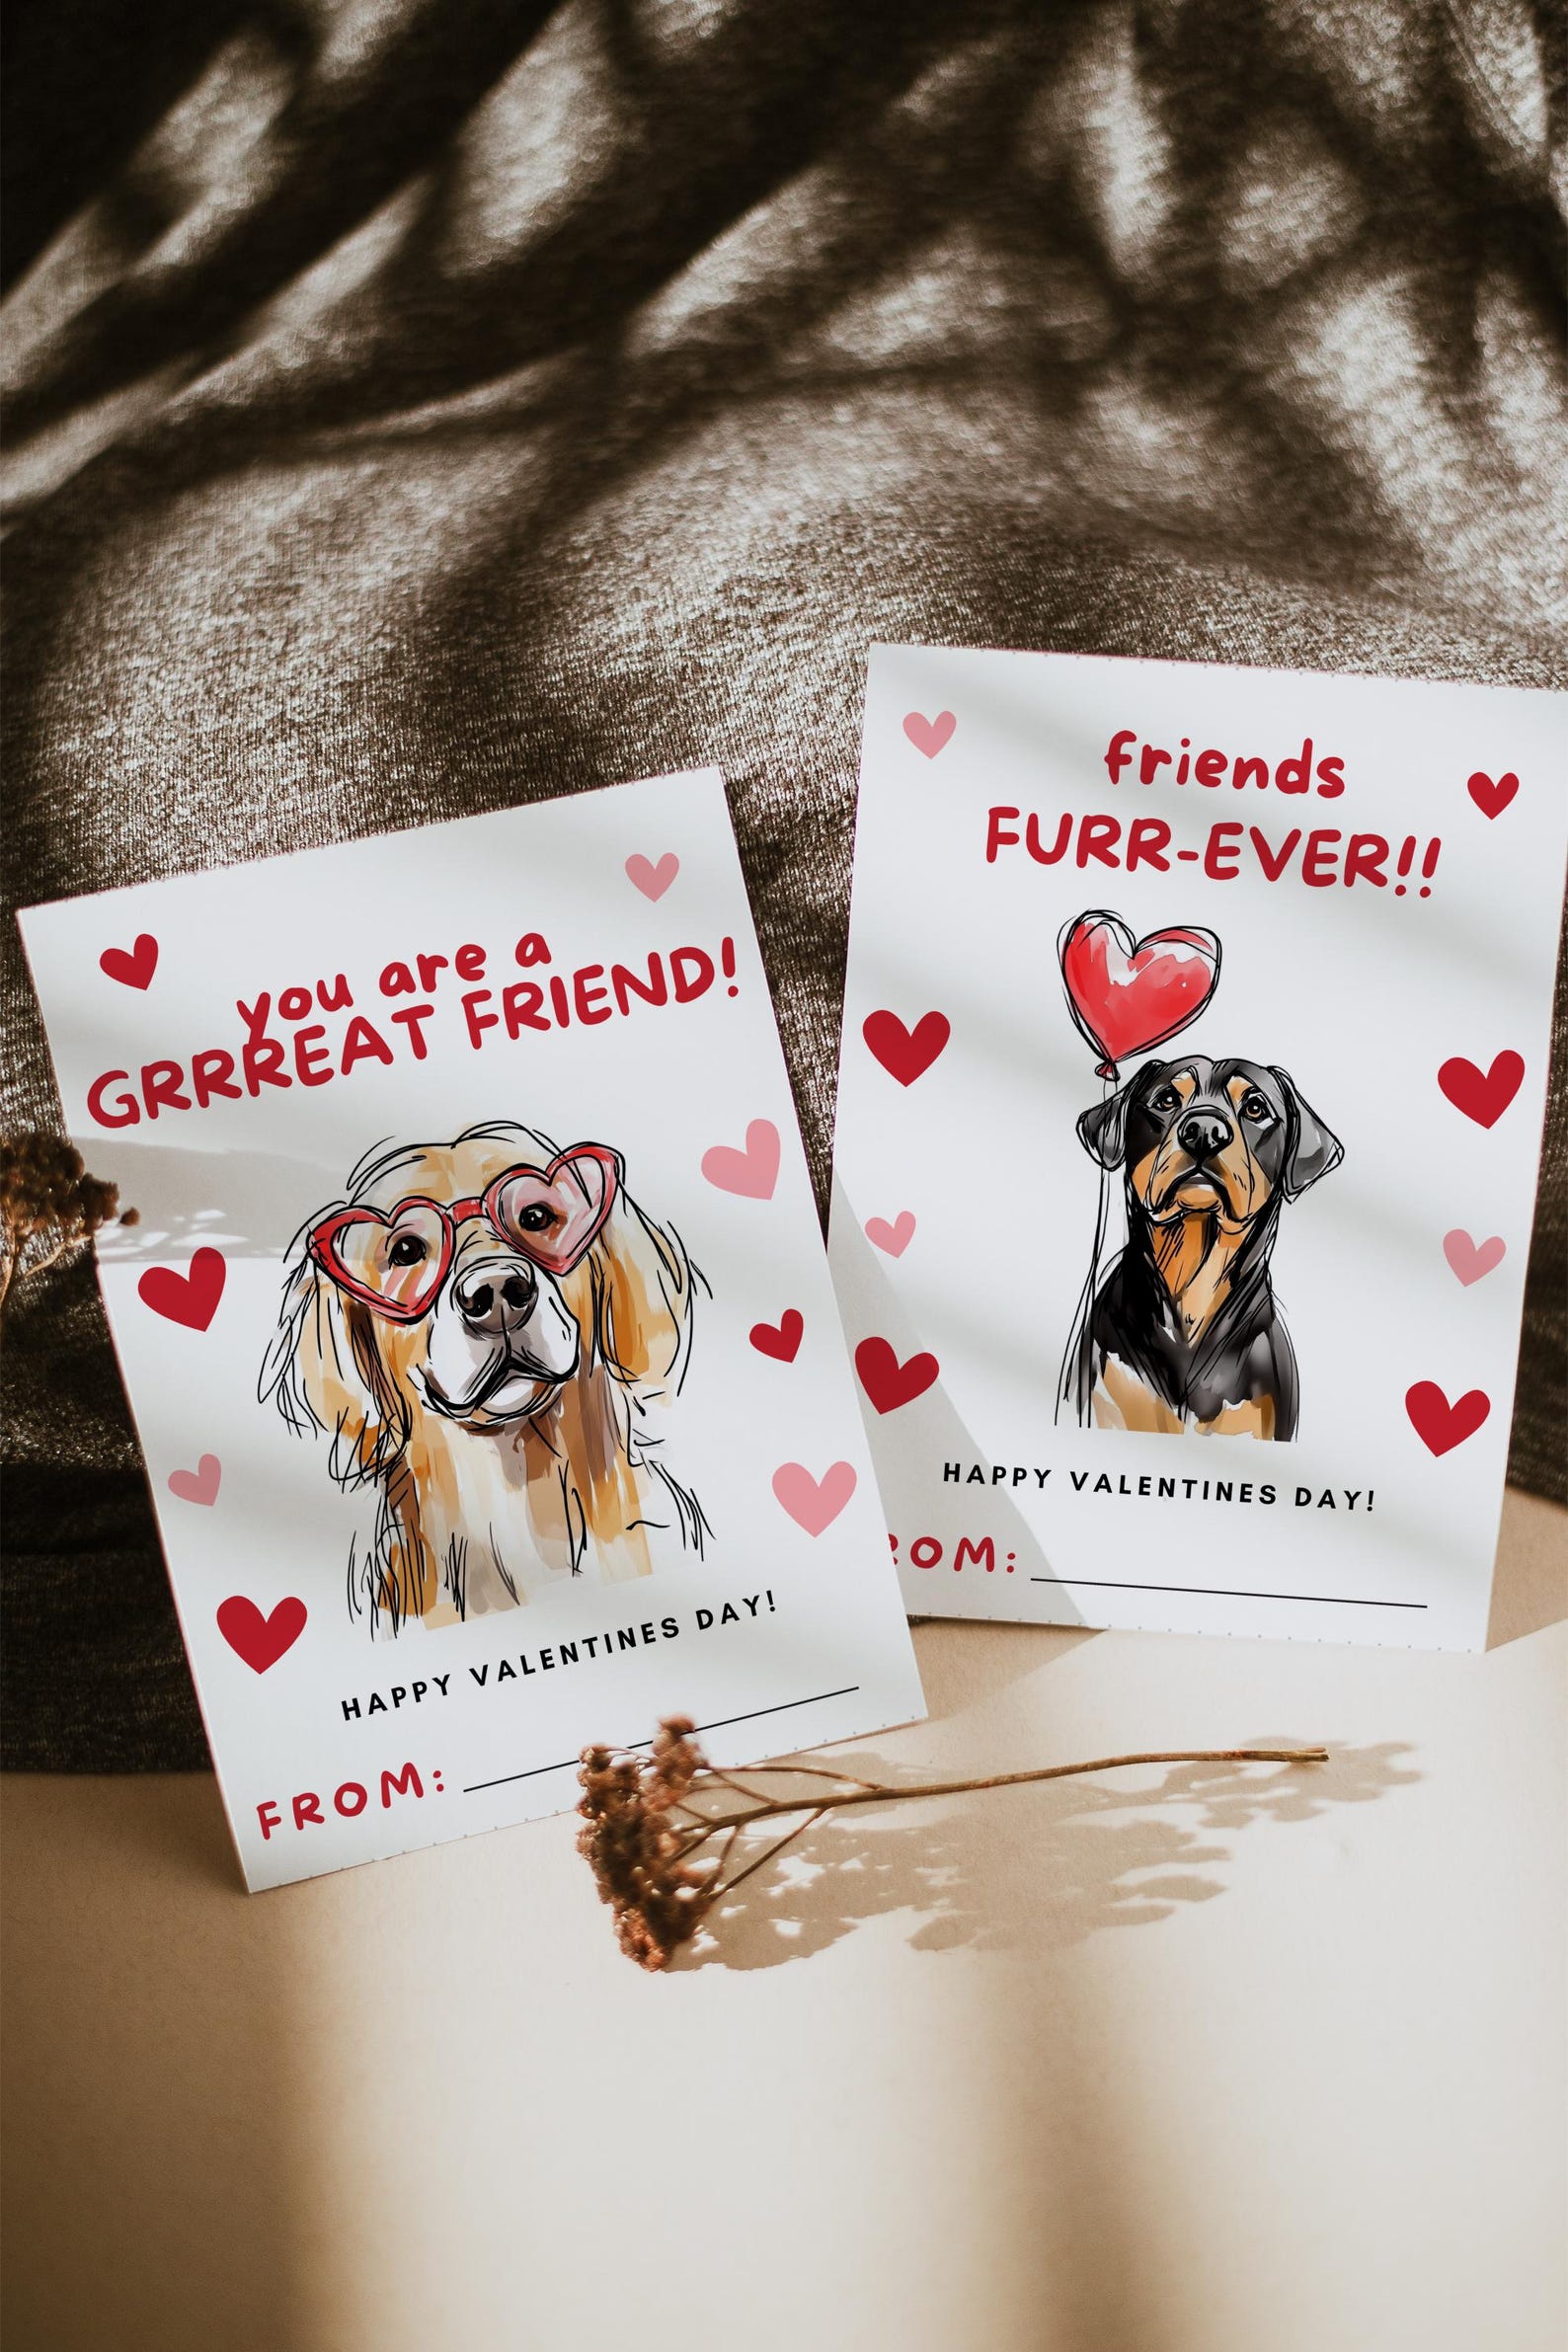 you are a
GRRREAT FRIEND!
HAPPY VALENTINES DAY!
FROM:
friends
FURR-EVER!!
HAPPY VALENTINES DAY!
ROM: